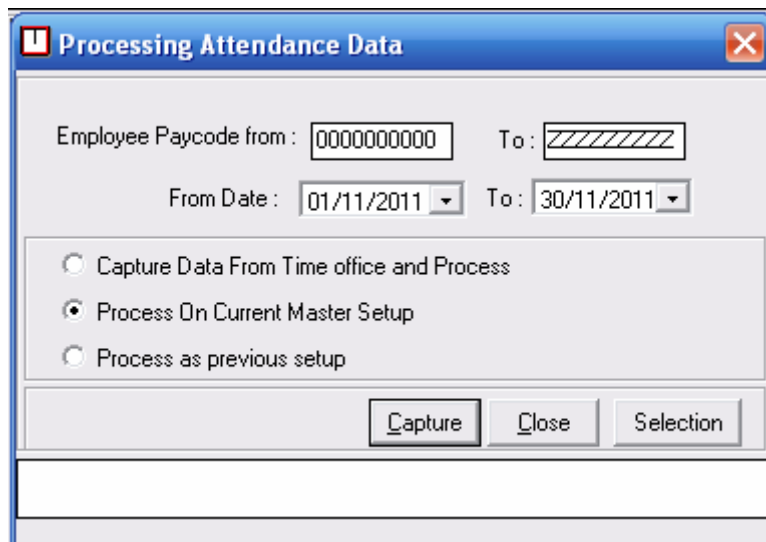 Processing Attendance Data
Employee Paycode from : 0000000000 To : ZZZZZZZZZZ
From Date : 01/11/2011 To : 30/11/2011
Capture Data From Time office and Process
Process On Current Master Setup
Process as previous setup
Capture Close Selection